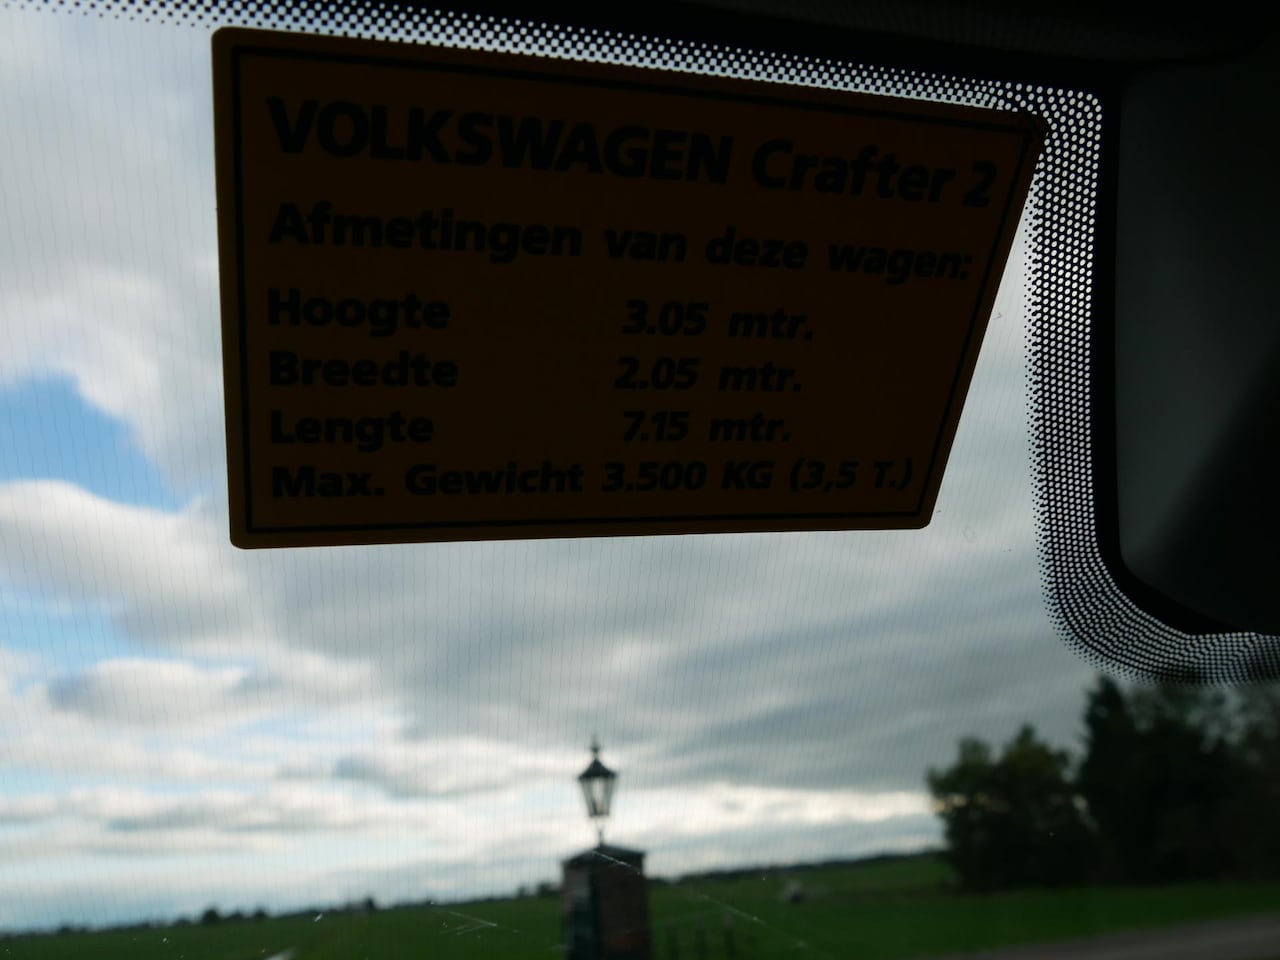 VOLKSWAGEN Crafter 2
Afmetingen van deze wagen:
Hoogte 3.05 mtr.
Breedte 2.05 mtr.
Lengte 7.15 mtr.
Max. Gewicht 3.500 KG (3,5 T.)